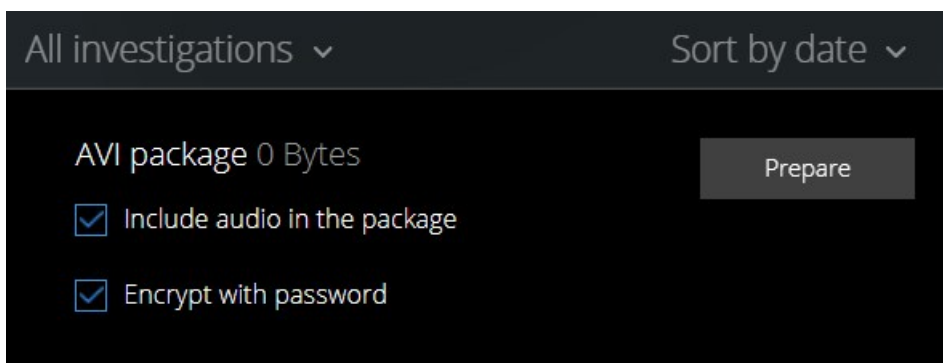 All investigations
Sort by date
AVI package 0 Bytes
Prepare
Include audio in the package
Encrypt with password